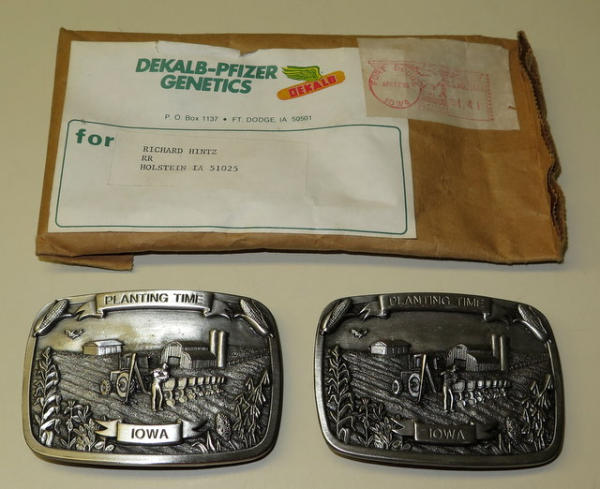 DEKALB-PFIZER
GENETICS
DEKALB
P. O. Box 1137 • FT. DODGE, IA 50501
for
RICHARD HINTZ
RR
HOLSTEIN IA 51025
IOWA
PLANTING TIME
IOWA
PLANTING TIME
IOWA